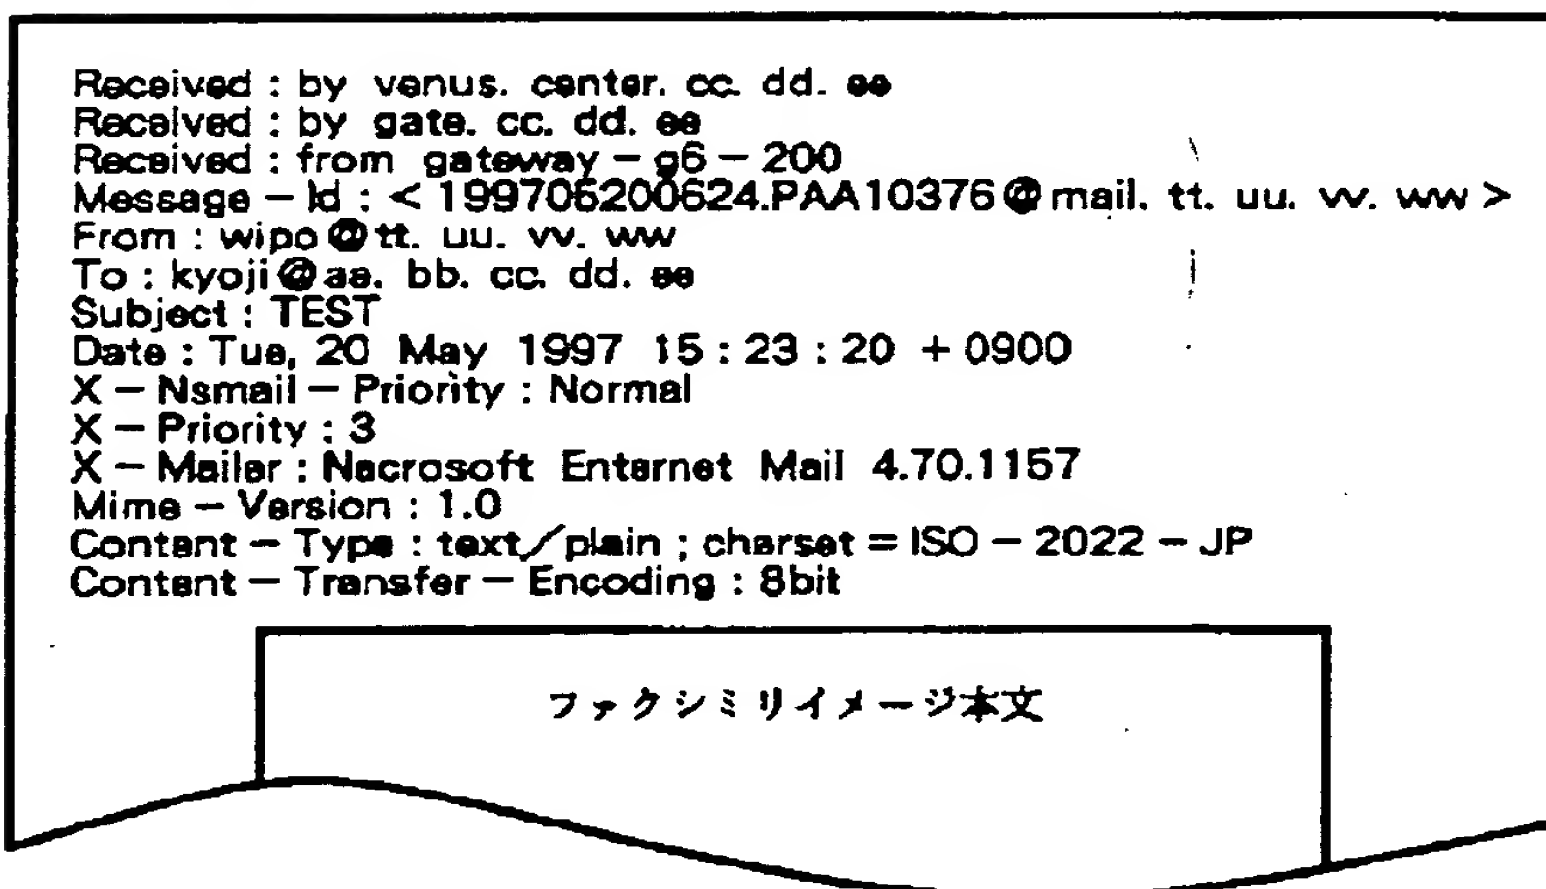 Received : by venus. center. cc. dd. ee
Received : by gate. cc. dd. ee
Received : from gateway – g6 – 200
Message – Id : < 199705200624.PAA10376@mail. tt. uu. vv. ww >
From : wipo@tt. uu. vv. ww
To : kyoji@aa. bb. cc. dd. ee
Subject : TEST
Date : Tue, 20 May 1997 15 : 23 : 20 + 0900
X – Nsmail – Priority : Normal
X – Priority : 3
X – Mailer : Necrosoft Enternet Mail 4.70.1157
Mime – Version : 1.0
Content – Type : text/plain ; charset = ISO – 2022 – JP
Content – Transfer – Encoding : 8bit
ファクシミリイメージ本文